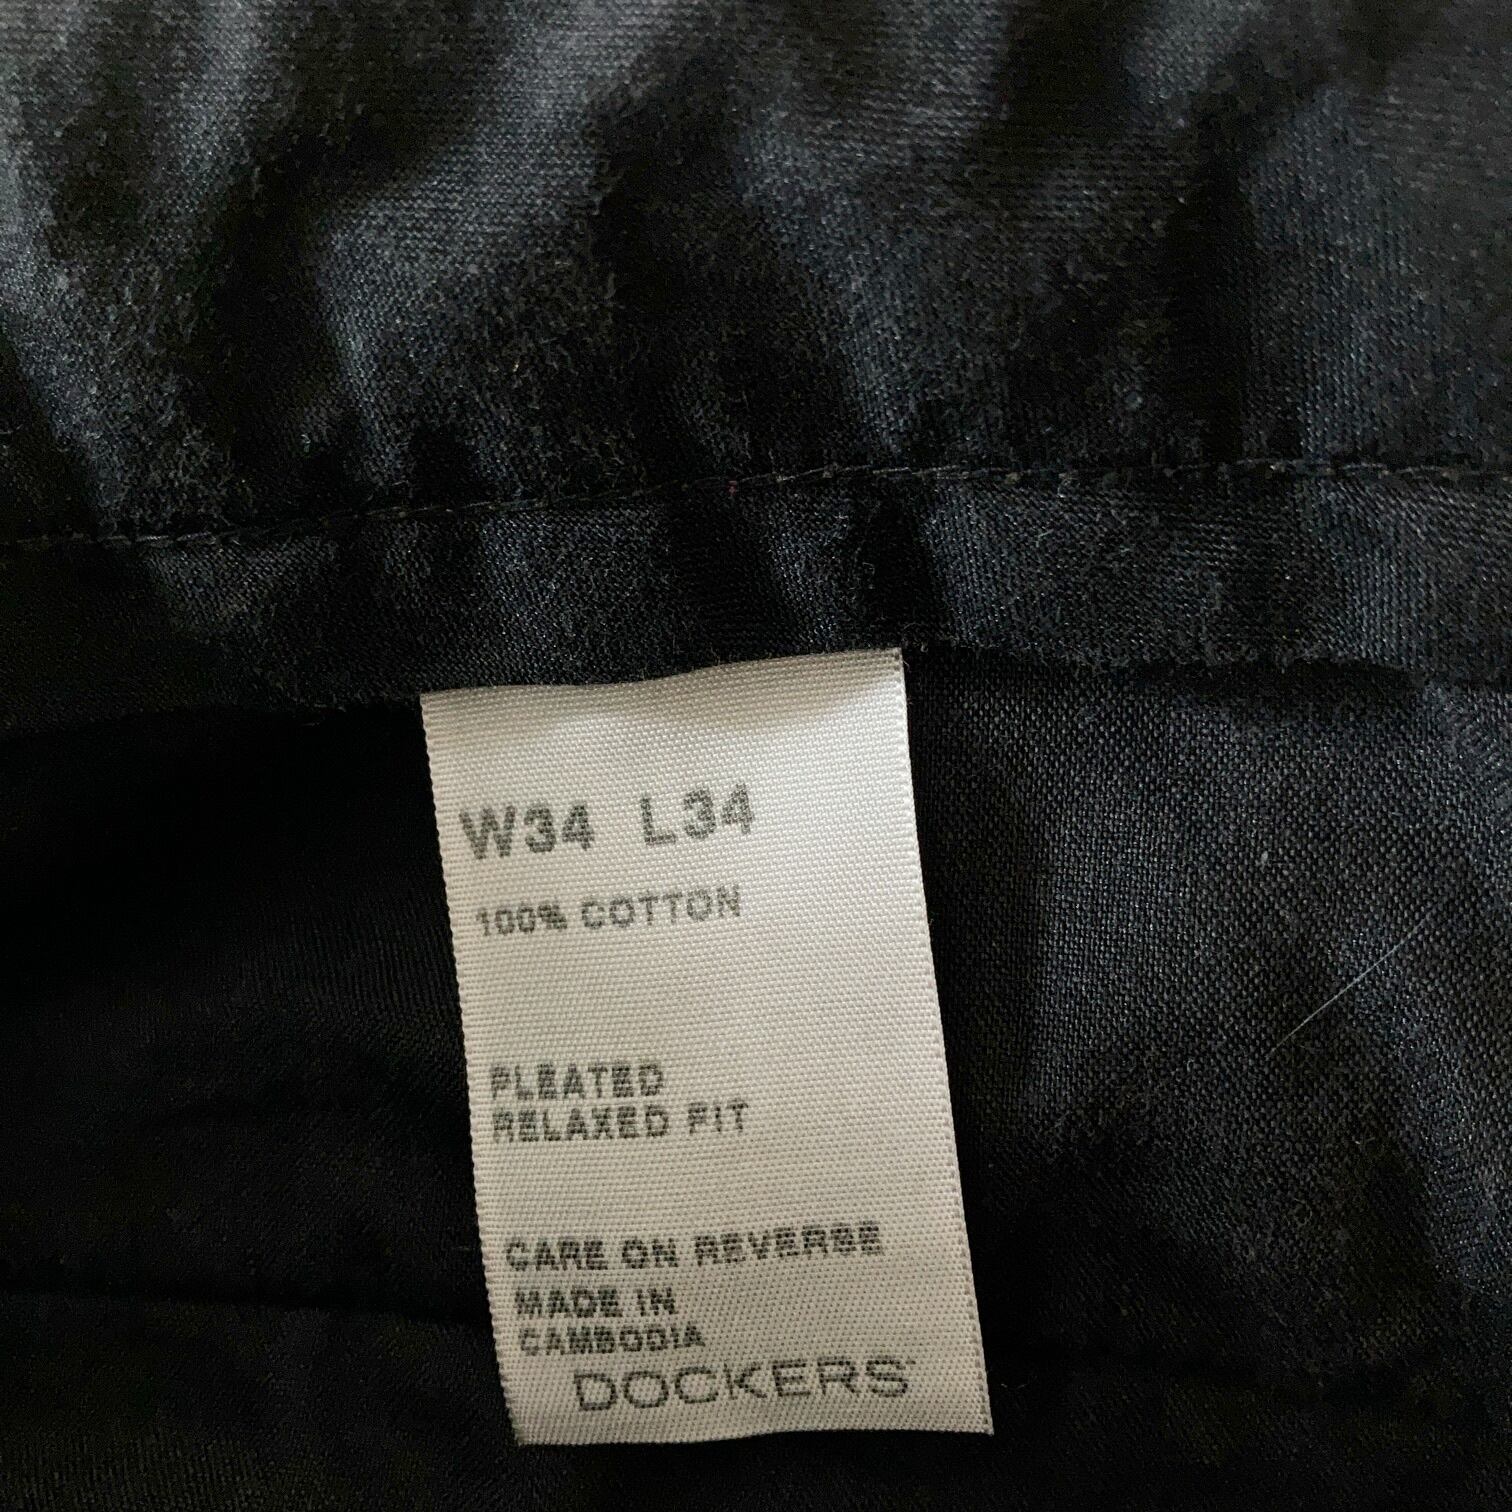 W34 L34
100% COTTON
PLEATED
RELAXED FIT
CARE ON REVERSE
MADE IN
CAMBODIA
DOCKERS